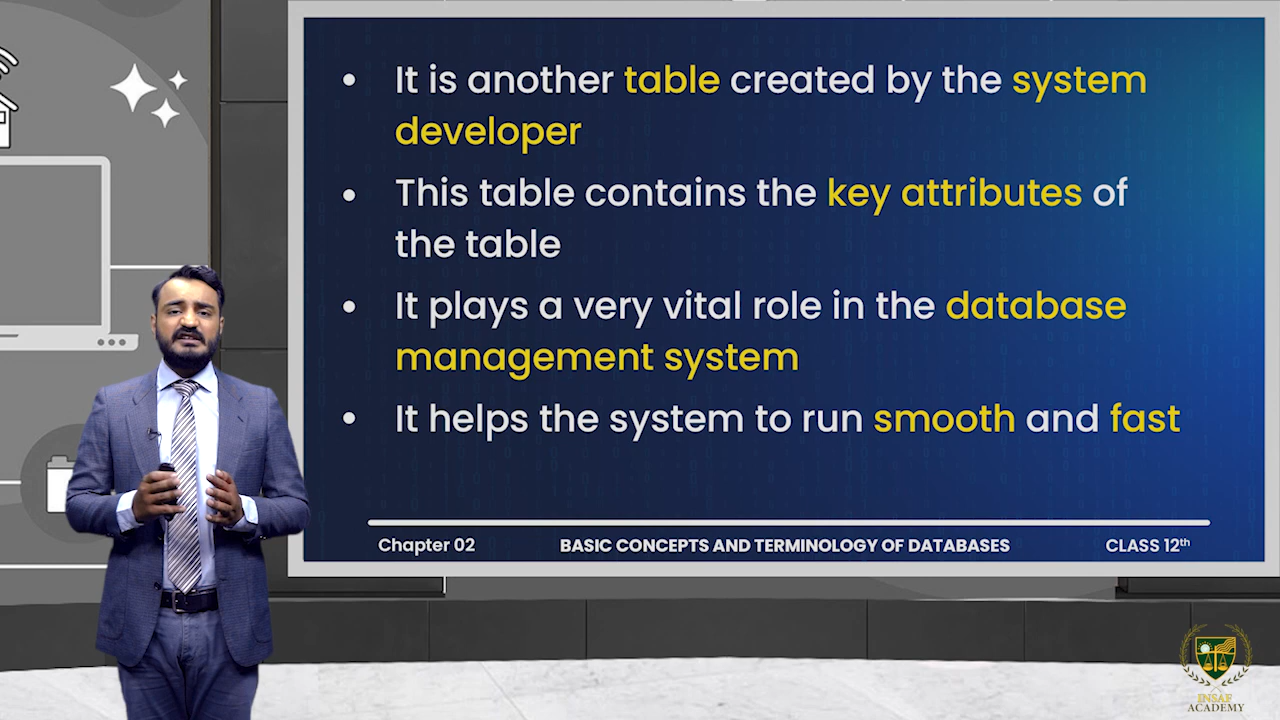 • It is another table created by the system
developer
• This table contains the key attributes of
the table
• It plays a very vital role in the database
management system
• It helps the system to run smooth and fast
Chapter 02 BASIC CONCEPTS AND TERMINOLOGY OF DATABASES CLASS 12th
INSAF
ACADEMY